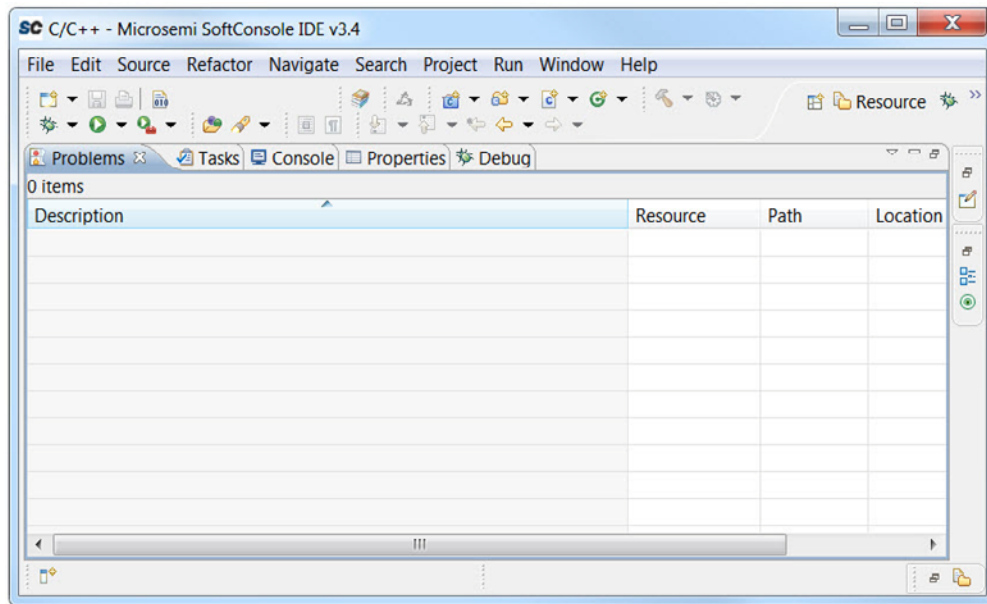 SC C/C++ - Microsemi SoftConsole IDE v3.4
File Edit Source Refactor Navigate Search Project Run Window Help
Resource
Problems Tasks Console Properties Debug
0 items
Description Resource Path Location